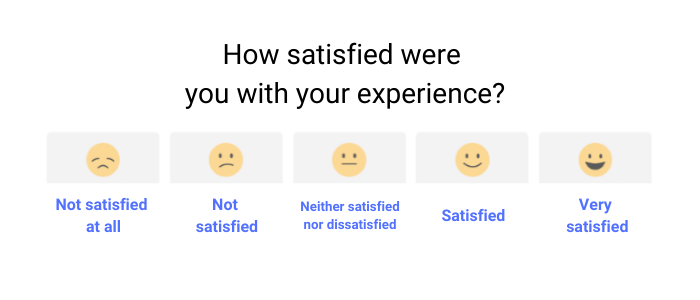 How satisfied were
you with your experience?
Not satisfied
at all
Not
satisfied
Neither satisfied
nor dissatisfied
Satisfied
Very
satisfied